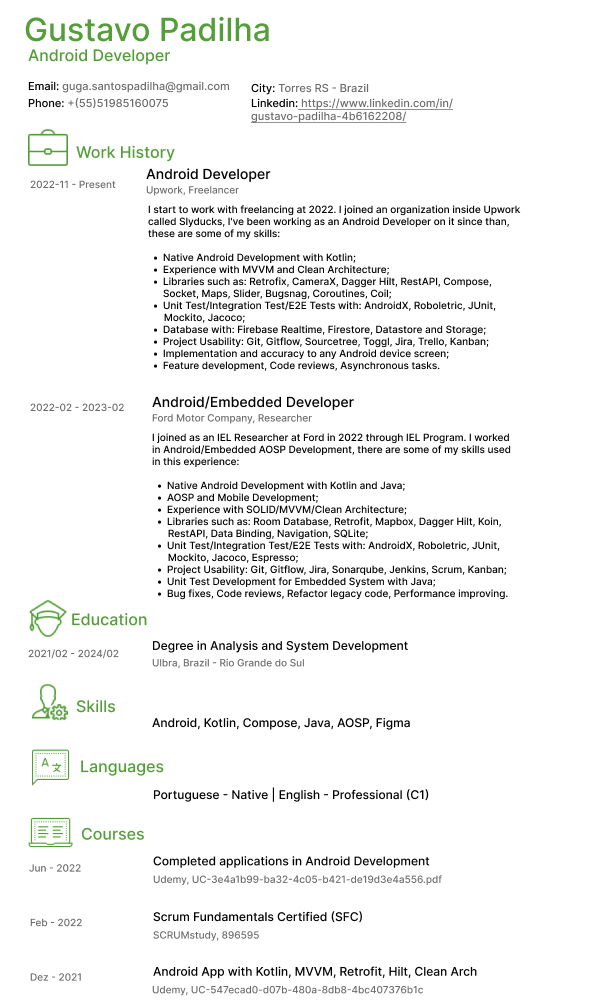 Gustavo Padilha
Android Developer
Email: guga.santospadilha@gmail.com
Phone: +(55)51985160075
City: Torres RS - Brazil
Linkedin: https://www.linkedin.com/in/
gustavo-padilha-4b6162208/
Work History
2022-11 - Present
Android Developer
Upwork, Freelancer
I start to work with freelancing at 2022. I joined an organization inside Upwork
called Slyducks, I've been working as an Android Developer on it since than,
these are some of my skills:
• Native Android Development with Kotlin;
• Experience with MVVM and Clean Architecture;
• Libraries such as: Retrofix, CameraX, Dagger Hilt, RestAPI, Compose,
Socket, Maps, Slider, Bugsnag, Coroutines, Coil;
• Unit Test/Integration Test/E2E Tests with: AndroidX, Roboletric, JUnit,
Mockito, Jacoco;
• Database with: Firebase Realtime, Firestore, Datastore and Storage;
• Project Usability: Git, Gitflow, Sourcetree, Toggl, Jira, Trello, Kanban;
• Implementation and accuracy to any Android device screen;
• Feature development, Code reviews, Asynchronous tasks.
2022-02 - 2023-02
Android/Embedded Developer
Ford Motor Company, Researcher
I joined as an IEL Researcher at Ford in 2022 through IEL Program. I worked
in Android/Embedded AOSP Development, there are some of my skills used
in this experience:
• Native Android Development with Kotlin and Java;
• AOSP and Mobile Development;
• Experience with SOLID/MVVM/Clean Architecture;
• Libraries such as: Room Database, Retrofit, Mapbox, Dagger Hilt, Koin,
RestAPI, Data Binding, Navigation, SQLite;
• Unit Test/Integration Test/E2E Tests with: AndroidX, Roboletric, JUnit,
Mockito, Jacoco, Espresso;
• Project Usability: Git, Gitflow, Jira, Sonarqube, Jenkins, Scrum, Kanban;
• Unit Test Development for Embedded System with Java;
• Bug fixes, Code reviews, Refactor legacy code, Performance improving.
Education
2021/02 - 2024/02
Degree in Analysis and System Development
Ulbra, Brazil - Rio Grande do Sul
Skills
Android, Kotlin, Compose, Java, AOSP, Figma
A 文
Languages
Portuguese - Native | English - Professional (C1)
Courses
Jun - 2022
Completed applications in Android Development
Udemy, UC-3e4a1b99-ba32-4c05-b421-de19d3e4a556.pdf
Feb - 2022
Scrum Fundamentals Certified (SFC)
SCRUMstudy, 896595
Dez - 2021
Android App with Kotlin, MVVM, Retrofit, Hilt, Clean Arch
Udemy, UC-547ecad0-d07b-480a-8db8-4bc407376b1c